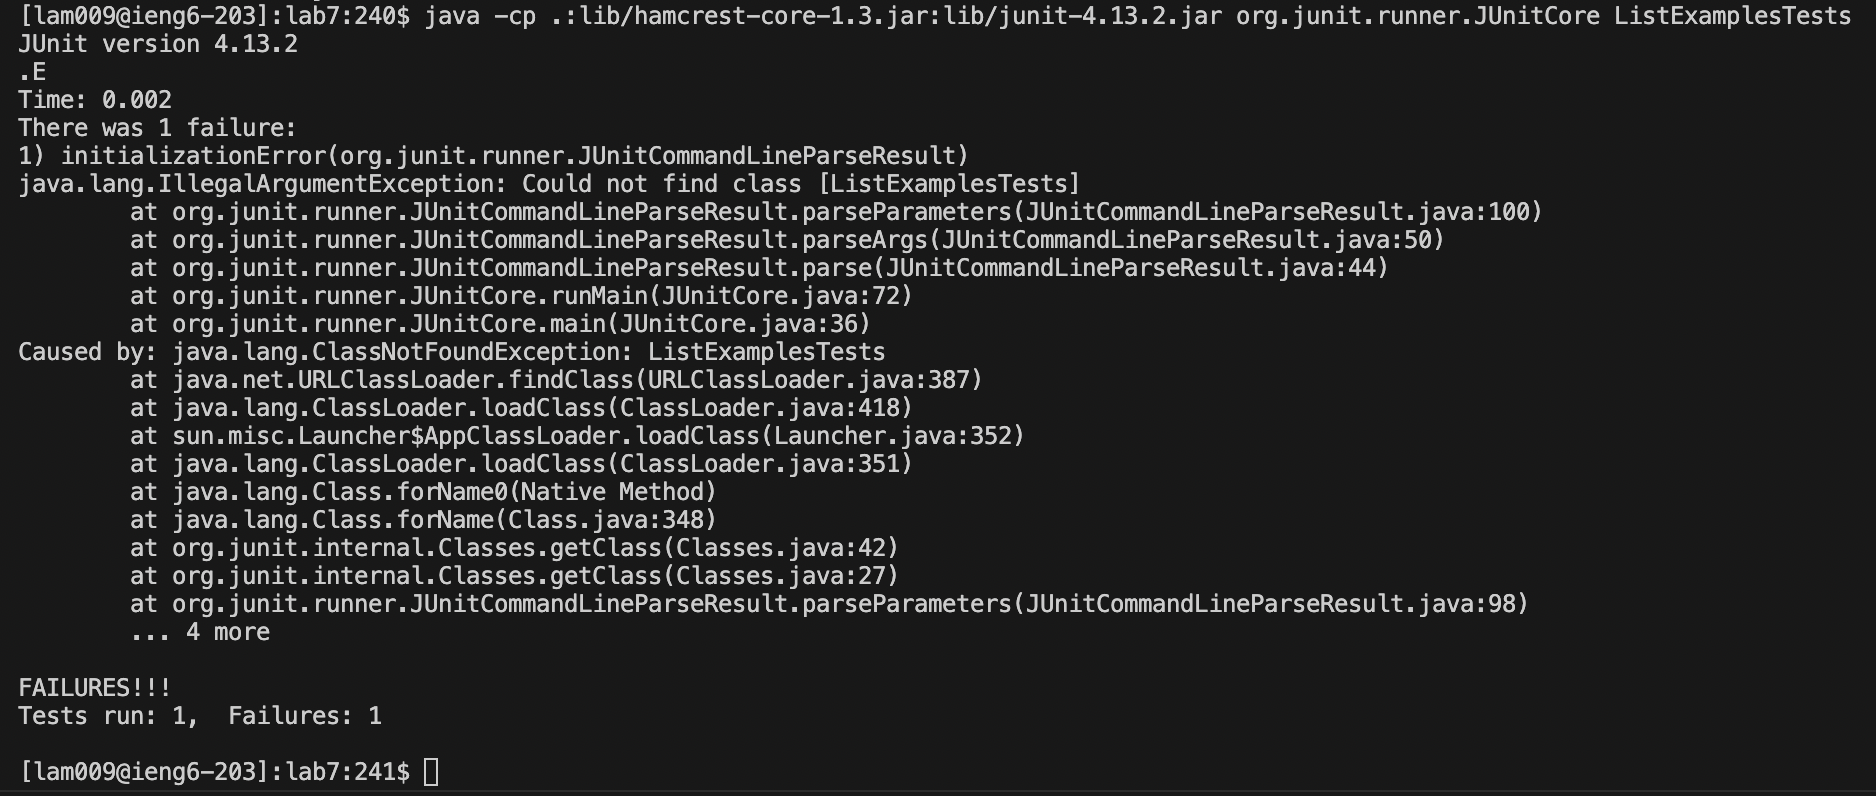 [lam009@ieng6-203]:lab7:240$ java -cp .:lib/hamcrest-core-1.3.jar:lib/junit-4.13.2.jar org.junit.runner.JUnitCore ListExamplesTests
JUnit version 4.13.2
.E
Time: 0.002
There was 1 failure:
1) initializationError(org.junit.runner.JUnitCommandLineParseResult)
java.lang.IllegalArgumentException: Could not find class [ListExamplesTests]
        at org.junit.runner.JUnitCommandLineParseResult.parseParameters(JUnitCommandLineParseResult.java:100)
        at org.junit.runner.JUnitCommandLineParseResult.parseArgs(JUnitCommandLineParseResult.java:50)
        at org.junit.runner.JUnitCommandLineParseResult.parse(JUnitCommandLineParseResult.java:44)
        at org.junit.runner.JUnitCore.runMain(JUnitCore.java:72)
        at org.junit.runner.JUnitCore.main(JUnitCore.java:36)
Caused by: java.lang.ClassNotFoundException: ListExamplesTests
        at java.net.URLClassLoader.findClass(URLClassLoader.java:387)
        at java.lang.ClassLoader.loadClass(ClassLoader.java:418)
        at sun.misc.Launcher$AppClassLoader.loadClass(Launcher.java:352)
        at java.lang.ClassLoader.loadClass(ClassLoader.java:351)
        at java.lang.Class.forName0(Native Method)
        at java.lang.Class.forName(Class.java:348)
        at org.junit.internal.Classes.getClass(Classes.java:42)
        at org.junit.internal.Classes.getClass(Classes.java:27)
        at org.junit.runner.JUnitCommandLineParseResult.parseParameters(JUnitCommandLineParseResult.java:98)
        ... 4 more

FAILURES!!!
Tests run: 1,  Failures: 1

[lam009@ieng6-203]:lab7:241$